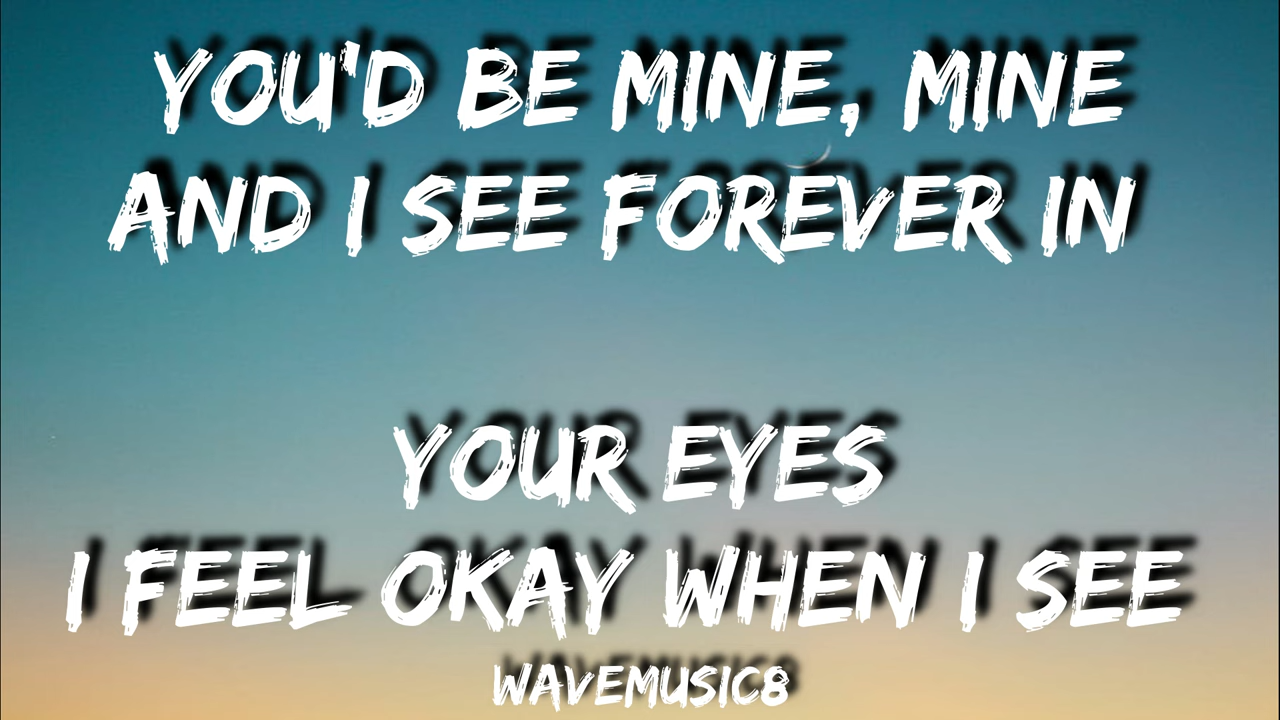 YOU'D BE MINE, MINE
AND I SEE FOREVER IN
YOUR EYES
I FEEL OKAY WHEN I SEE
WAVEMUSIC8